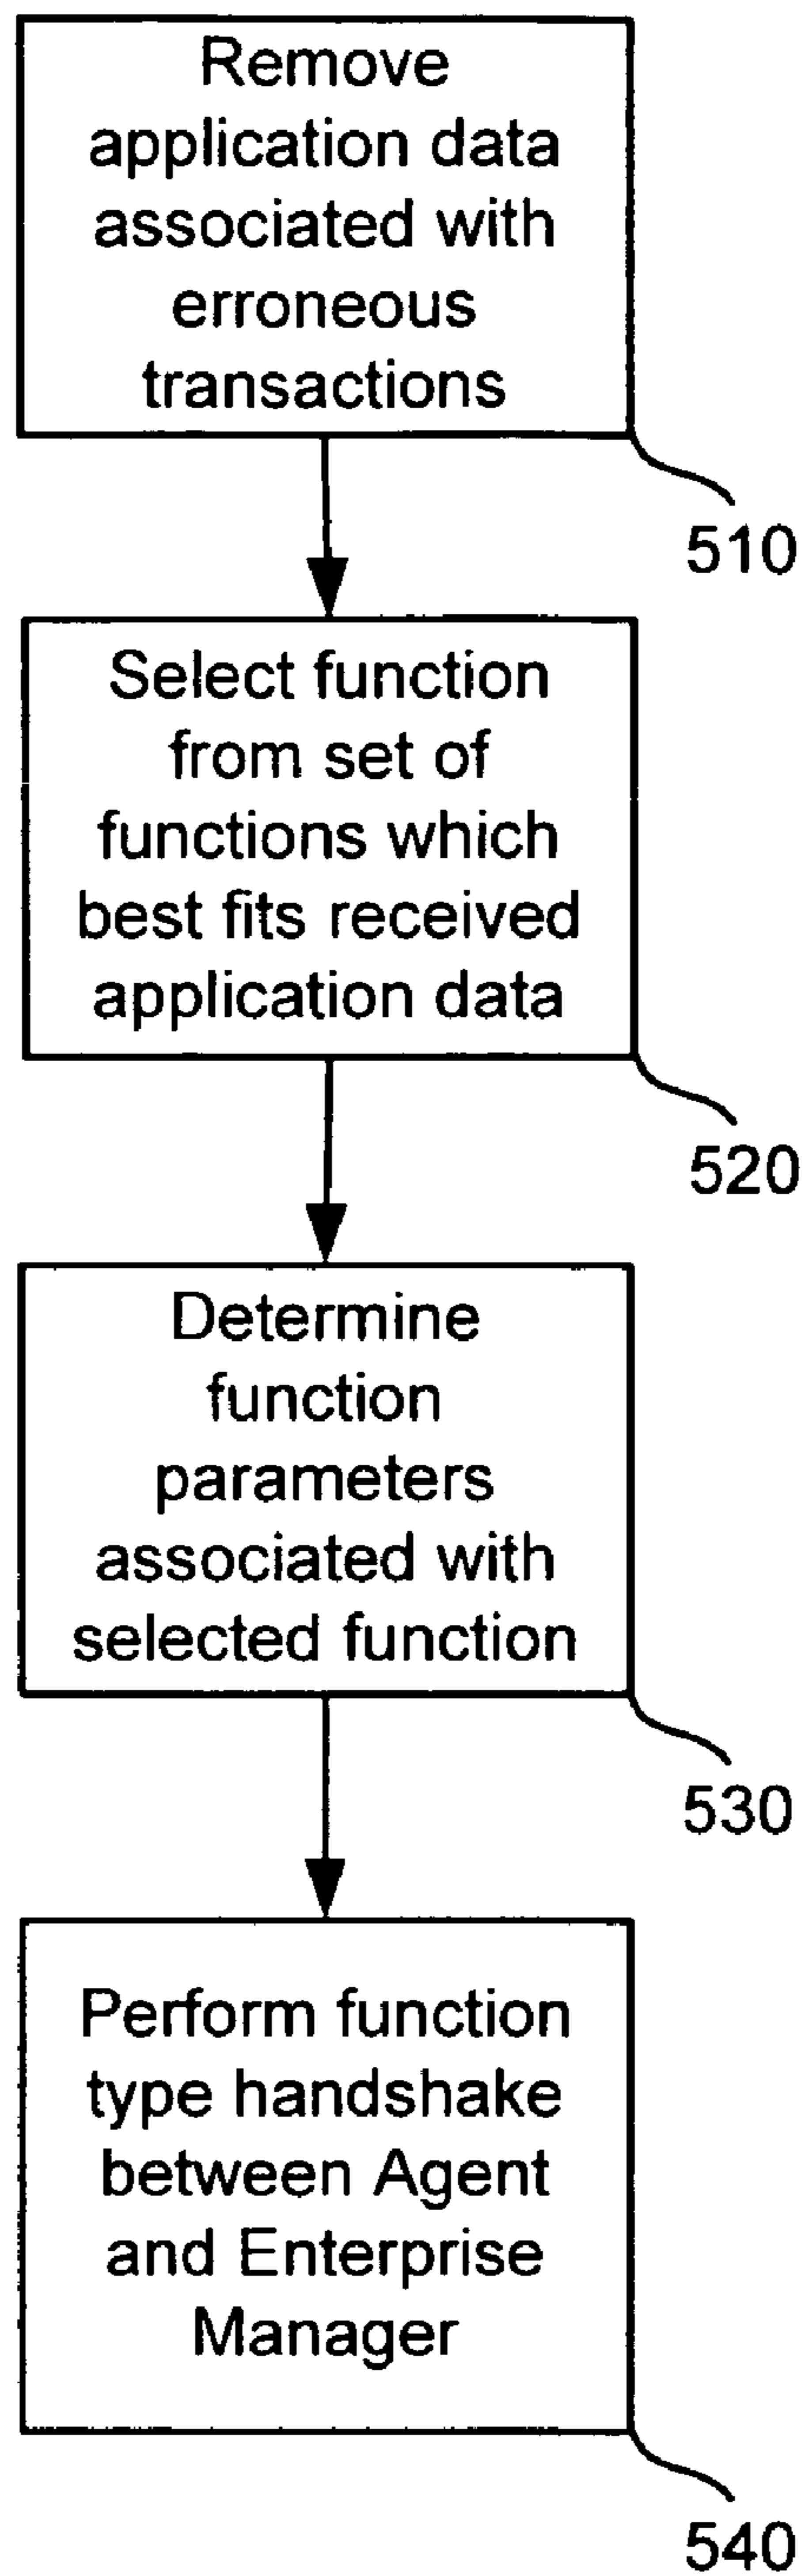 Remove
application data
associated with
erroneous
transactions
510
Select function
from set of
functions which
best fits received
application data
520
Determine
function
parameters
associated with
selected function
530
Perform function
type handshake
between Agent
and Enterprise
Manager
540